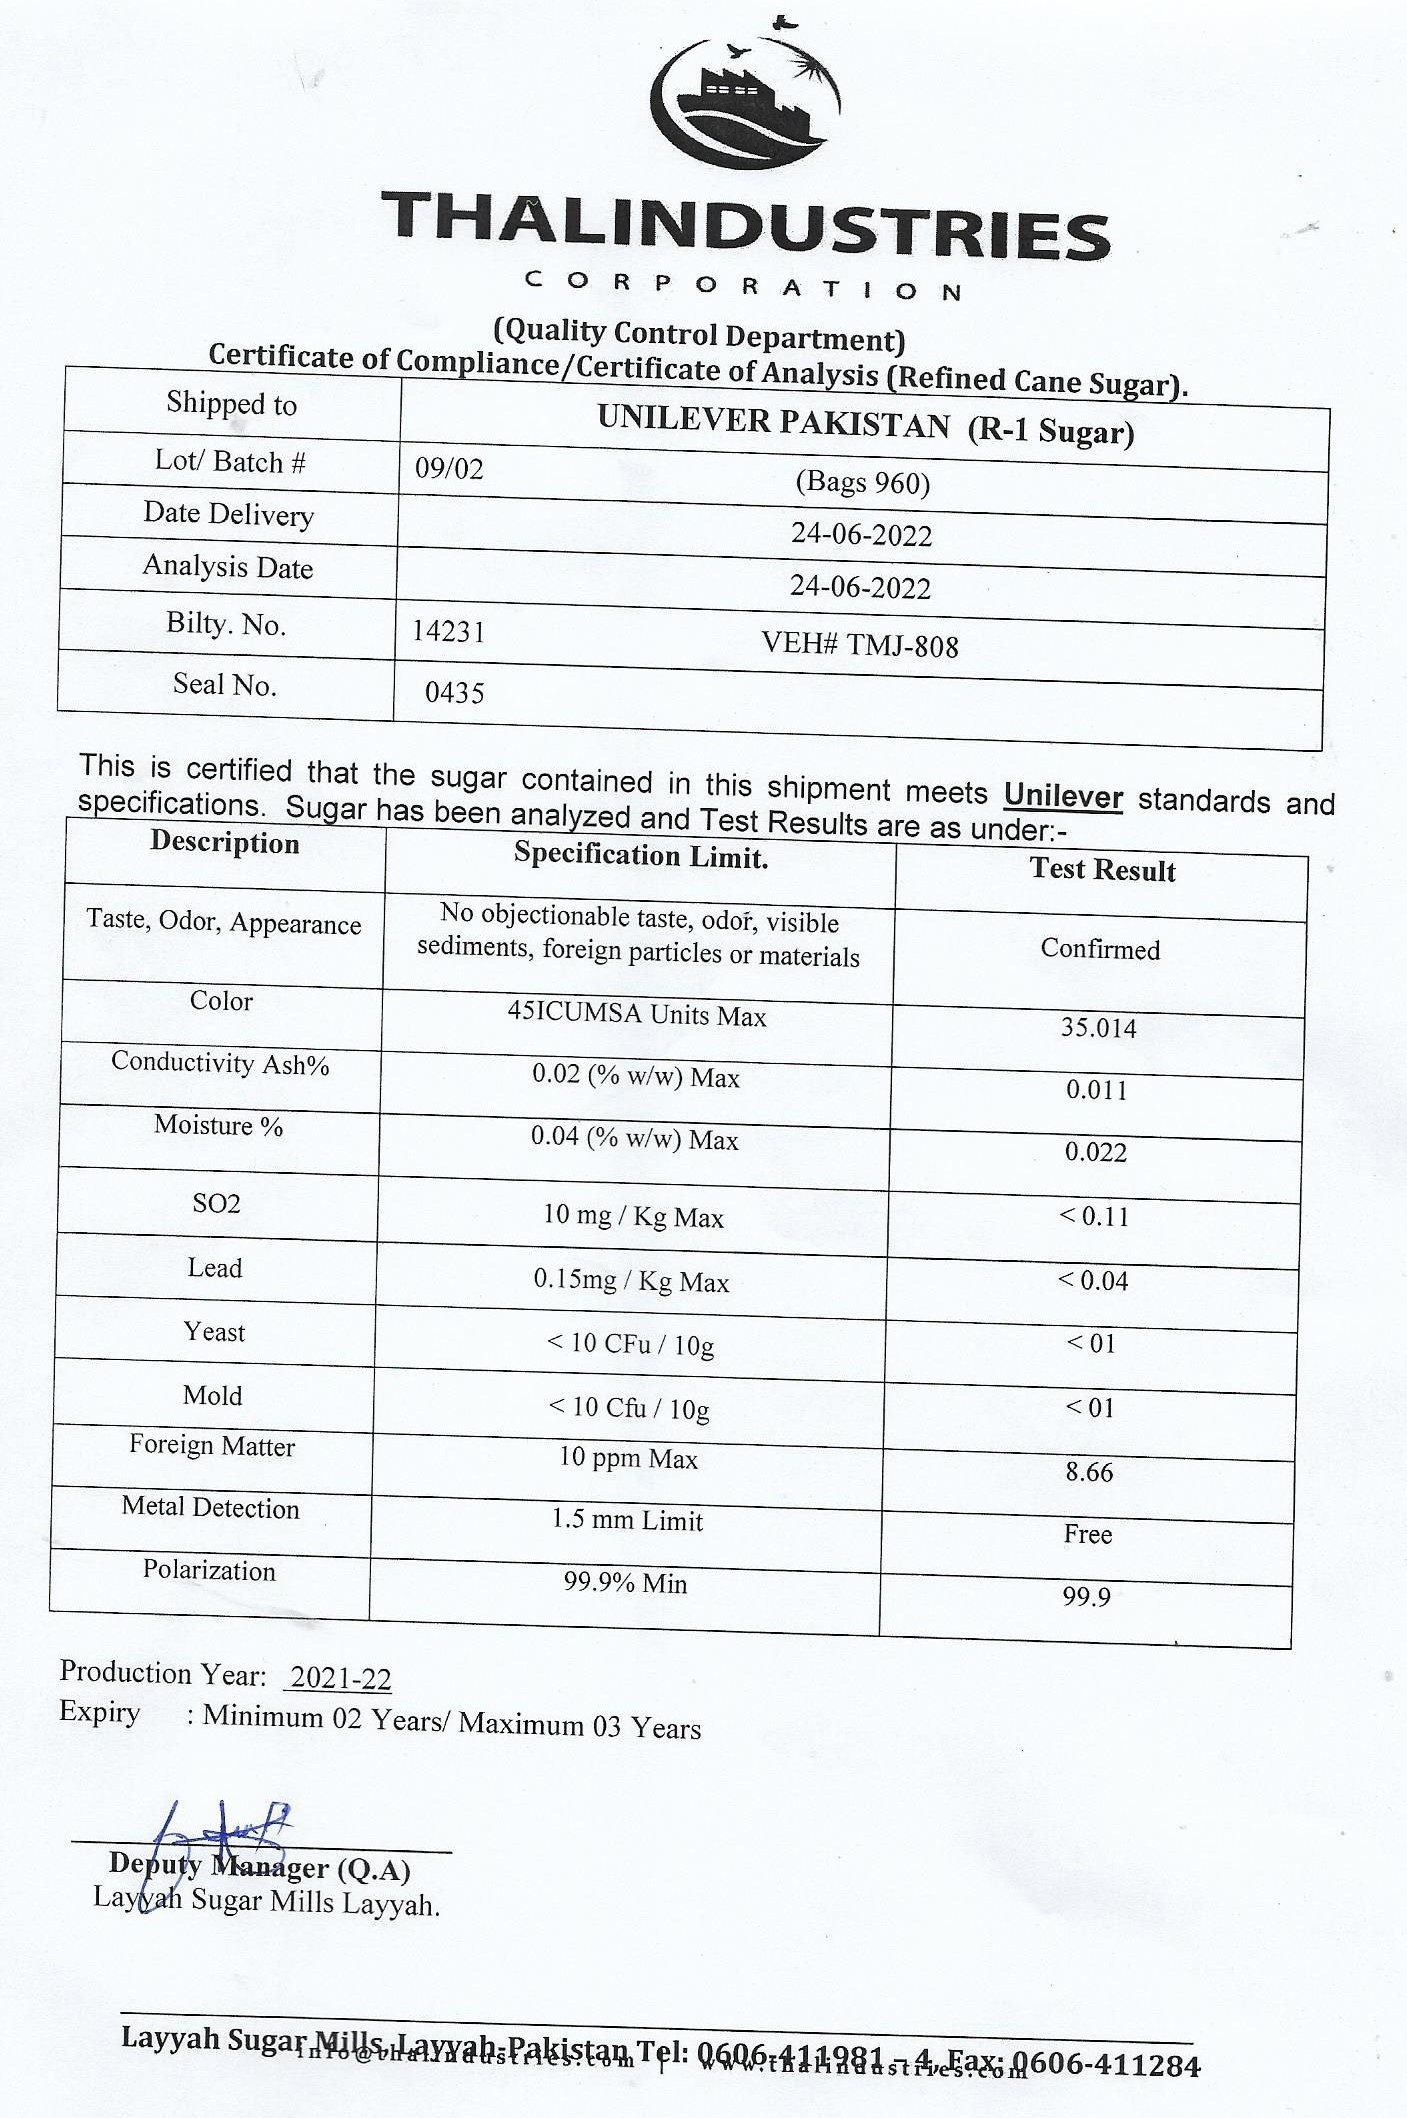 THALINDUSTRIES
CORPORATION
(Quality Control Department)
Certificate of Compliance/Certificate of Analysis (Refined Cane Sugar).
Shipped to UNILEVER PAKISTAN (R-1 Sugar)
Lot/ Batch # 09/02 (Bags 960)
Date Delivery 24-06-2022
Analysis Date 24-06-2022
Bilty. No. 14231 VEH# TMJ-808
Seal No. 0435
This is certified that the sugar contained in this shipment meets Unilever standards and
specifications. Sugar has been analyzed and Test Results are as under:-
Description Specification Limit. Test Result
Taste, Odor, Appearance No objectionable taste, odor, visible
sediments, foreign particles or materials Confirmed
Color 45ICUMSA Units Max 35.014
Conductivity Ash% 0.02 (% w/w) Max 0.011
Moisture % 0.04 (% w/w) Max 0.022
SO2 10 mg / Kg Max < 0.11
Lead 0.15mg / Kg Max < 0.04
Yeast < 10 CFu / 10g < 01
Mold < 10 Cfu / 10g < 01
Foreign Matter 10 ppm Max 8.66
Metal Detection 1.5 mm Limit Free
Polarization 99.9% Min 99.9
Production Year: 2021-22
Expiry : Minimum 02 Years/ Maximum 03 Years
Deputy Manager (Q.A)
Layyah Sugar Mills Layyah.
Layyah Sugar Mills, Layyah-Pakistan Tel: 0606-411981 – 4, Fax: 0606-411284
info@thalindustries.com | www.thalindustries.com